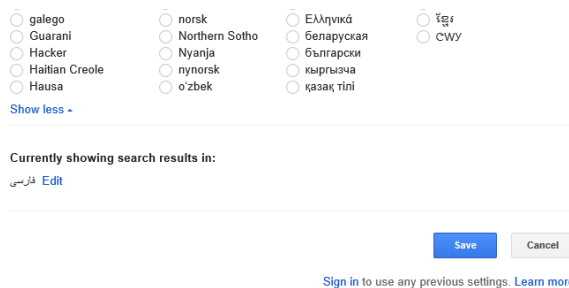 galego norsk Ελληνικά ខ្មែរ
Guarani Northern Sotho беларуская ᏣᎳᎩ
Hacker Nyanja български
Haitian Creole nynorsk кыргызча
Hausa o'zbek қазақ тілі
Show less
Currently showing search results in:
فارسی Edit
Save Cancel
Sign in to use any previous settings. Learn more